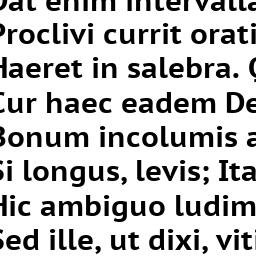 Dat enim intervalla
Proclivi currit orati
Haeret in salebra.
Cur haec eadem De
Bonum incolumis a
Si longus, levis; Ita
Hic ambiguo ludim
Sed ille, ut dixi, viti